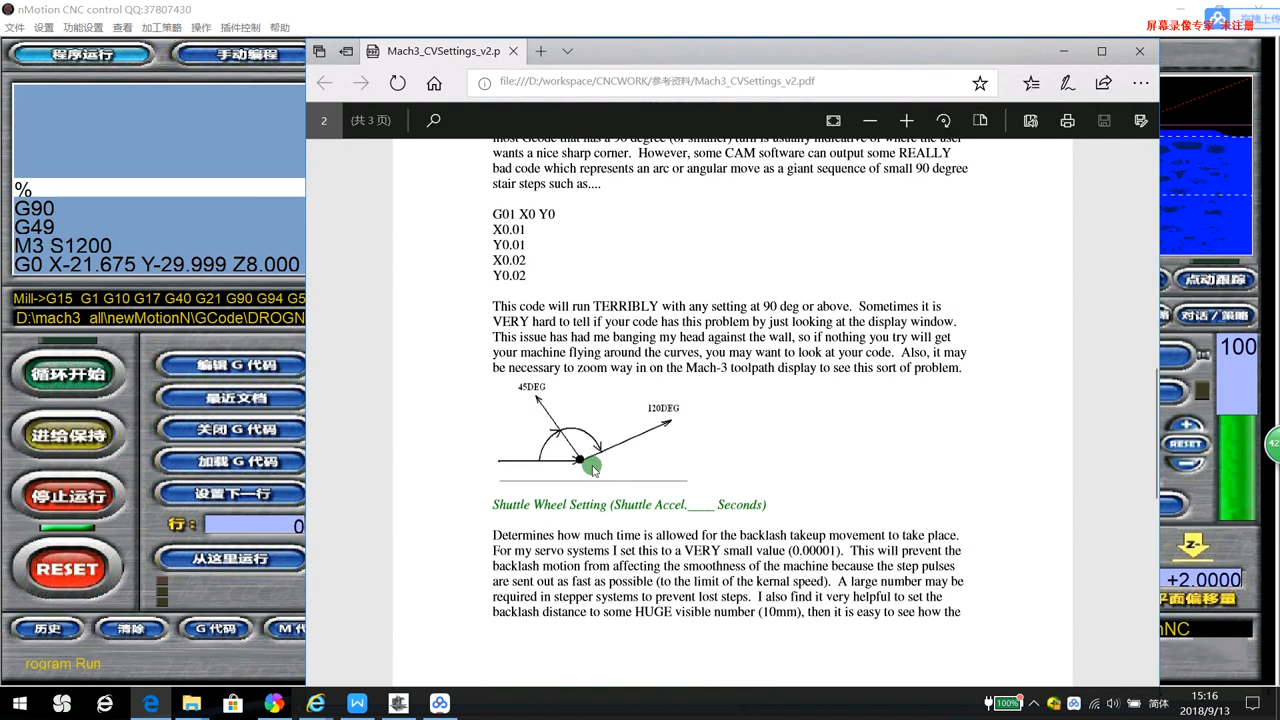 nMotion CNC control QQ:37807430
文件 设置 功能设置 查看 加工策略 操作 插件控制 帮助
屏幕录像专家 未注册
拖拽上传
程序运行 手动编程
Mach3_CVSettings_v2.p
file:///D:/workspace/CNCWORK/参考资料/Mach3_CVSettings_v2.pdf
2 (共 3 页)
most Gcode that has a 90 degree (or smaller) turn is usually indicative of where the user
wants a nice sharp corner. However, some CAM software can output some REALLY
bad code which represents an arc or angular move as a giant sequence of small 90 degree
stair steps such as....
G01 X0 Y0
X0.01
Y0.01
X0.02
Y0.02
This code will run TERRIBLY with any setting at 90 deg or above. Sometimes it is
VERY hard to tell if your code has this problem by just looking at the display window.
This issue has had me banging my head against the wall, so if nothing you try will get
your machine flying around the curves, you may want to look at your code. Also, it may
be necessary to zoom way in on the Mach-3 toolpath display to see this sort of problem.
45DEG
120DEG
Shuttle Wheel Setting (Shuttle Accel.____ Seconds)
Determines how much time is allowed for the backlash takeup movement to take place.
For my servo systems I set this to a VERY small value (0.00001). This will prevent the
backlash motion from affecting the smoothness of the machine because the step pulses
are sent out as fast as possible (to the limit of the kernal speed). A large number may be
required in stepper systems to prevent lost steps. I also find it very helpful to set the
backlash distance to some HUGE visible number (10mm), then it is easy to see how the
%
G90
G49
M3 S1200
G0 X-21.675 Y-29.999 Z8.000
Mill->G15 G1 G10 G17 G40 G21 G90 G94 G5
D:\mach3 all\newMotionN\GCode\DROGN
循环开始
进给保持
停止运行
RESET
编辑 G 代码
最近文档
关闭 G 代码
加载 G 代码
设置下一行
行: 0
从这里运行
历史 清除 G 代码 M 代
rogram Run
点动跟踪
对话 / 策略
100
RESET
42
Z-
+2.0000
平面偏移量
nNC
100%
简体
15:16
2018/9/13